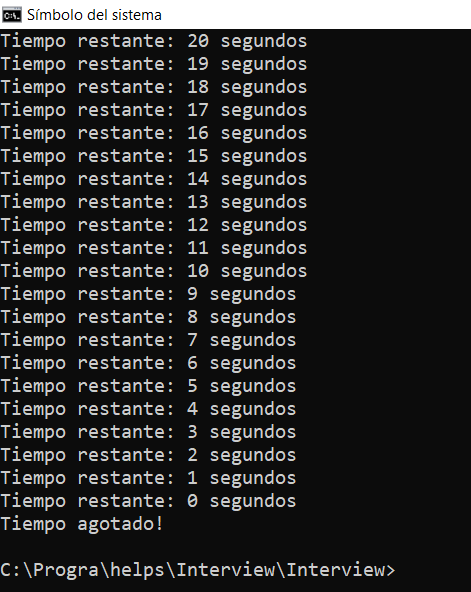 Símbolo del sistema
Tiempo restante: 20 segundos
Tiempo restante: 19 segundos
Tiempo restante: 18 segundos
Tiempo restante: 17 segundos
Tiempo restante: 16 segundos
Tiempo restante: 15 segundos
Tiempo restante: 14 segundos
Tiempo restante: 13 segundos
Tiempo restante: 12 segundos
Tiempo restante: 11 segundos
Tiempo restante: 10 segundos
Tiempo restante: 9 segundos
Tiempo restante: 8 segundos
Tiempo restante: 7 segundos
Tiempo restante: 6 segundos
Tiempo restante: 5 segundos
Tiempo restante: 4 segundos
Tiempo restante: 3 segundos
Tiempo restante: 2 segundos
Tiempo restante: 1 segundos
Tiempo restante: 0 segundos
Tiempo agotado!
C:\Progra\helps\Interview\Interview>